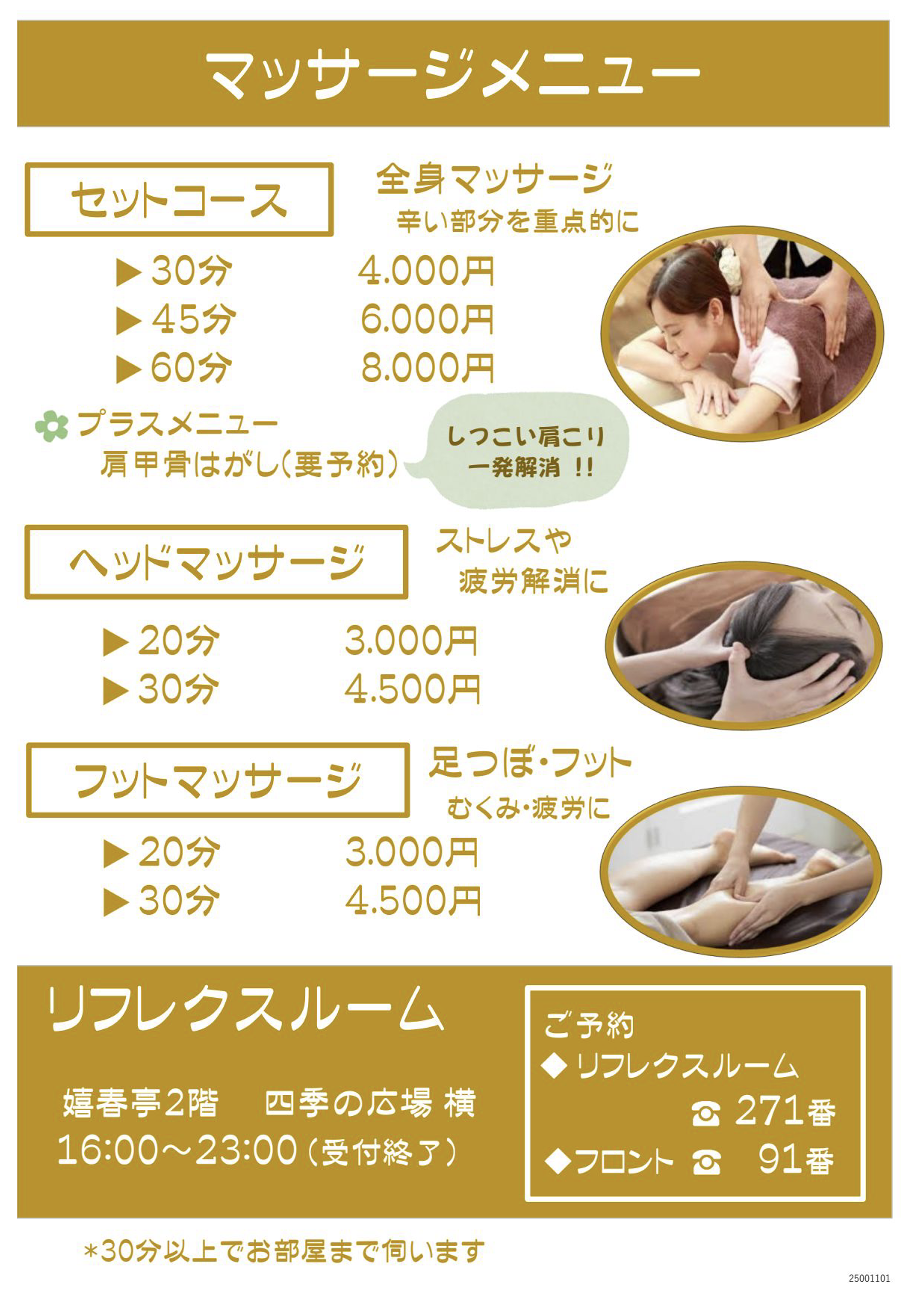 マッサージメニュー
セットコース
全身マッサージ
辛い部分を重点的に
▶30分 4.000円
▶45分 6.000円
▶60分 8.000円
プラスメニュー
肩甲骨はがし(要予約)
しつこい肩こり
一発解消 !!
ヘッドマッサージ
ストレスや
疲労解消に
▶20分 3.000円
▶30分 4.500円
フットマッサージ
足つぼ・フット
むくみ・疲労に
▶20分 3.000円
▶30分 4.500円
リフレクスルーム
嬉春亭2階 四季の広場 横
16:00～23:00(受付終了)
ご予約
◆リフレクスルーム
☎ 271番
◆フロント ☎ 91番
*30分以上でお部屋まで伺います
25001101